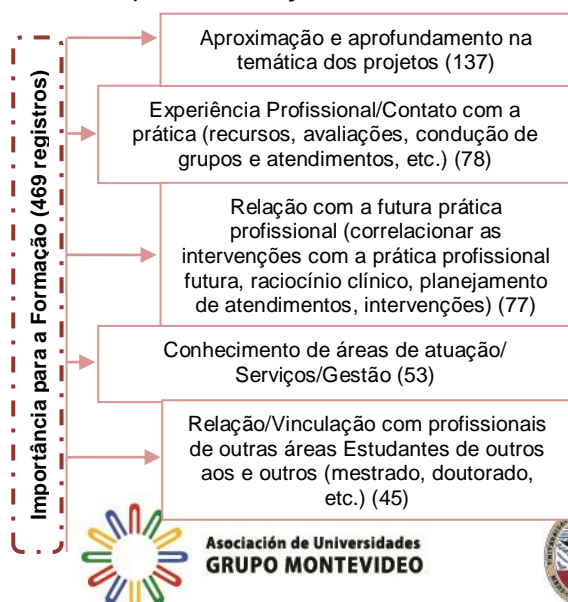 Importância para a Formação (469 registros)
Aproximação e aprofundamento na
temática dos projetos (137)
Experiência Profissional/Contato com a
prática (recursos, avaliações, condução de
grupos e atendimentos, etc.) (78)
Relação com a futura prática
profissional (correlacionar as
intervenções com a prática profissional
futura, raciocínio clínico, planejamento
de atendimentos, intervenções) (77)
Conhecimento de áreas de atuação/
Serviços/Gestão (53)
Relação/Vinculação com profissionais
de outras áreas Estudantes de outros
aos e outros (mestrado, doutorado,
etc.) (45)
Asociación de Universidades
GRUPO MONTEVIDEO